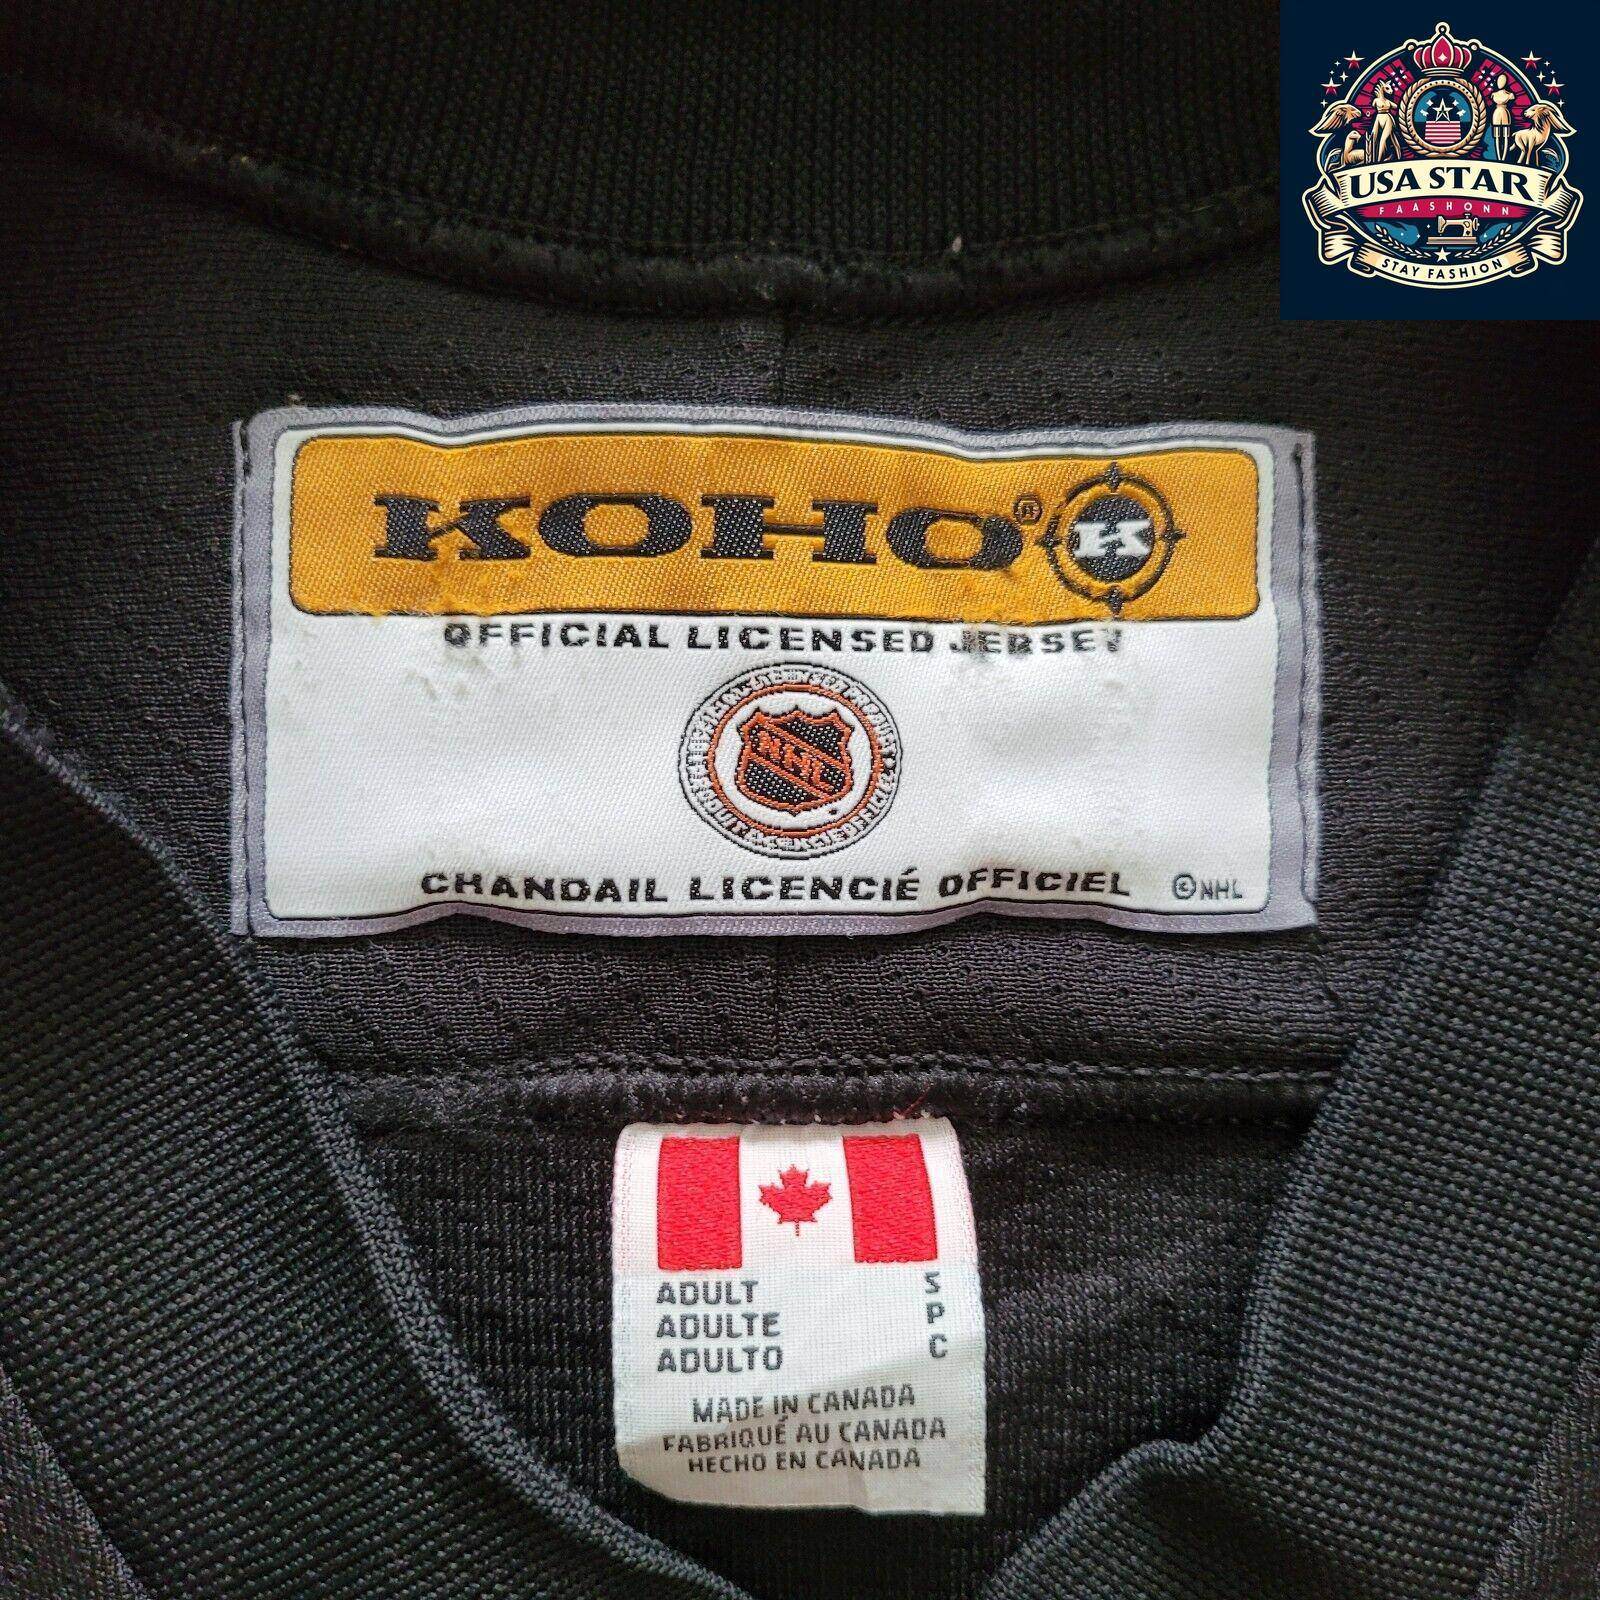 USA STAR
FAASHONN
STAY FASHION
KOHO® K
OFFICIAL LICENSED JERSEY
NHL
CHANDAIL LICENCIÉ OFFICIEL ©NHL
ADULT S
ADULTE P
ADULTO C
MADE IN CANADA
FABRIQUÉ AU CANADA
HECHO EN CANADA